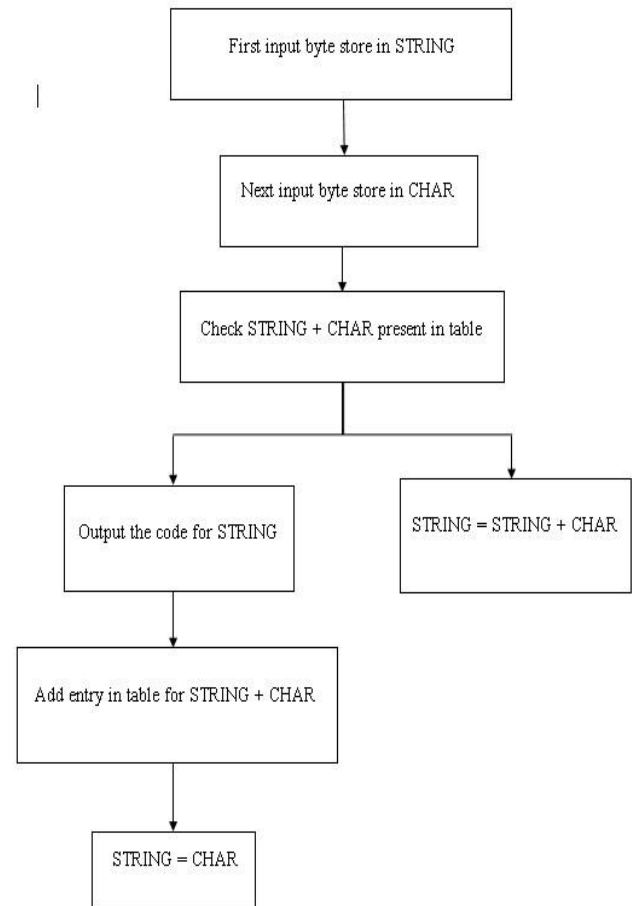 First input byte store in STRING
Next input byte store in CHAR
Check STRING + CHAR present in table
Output the code for STRING
STRING = STRING + CHAR
Add entry in table for STRING + CHAR
STRING = CHAR